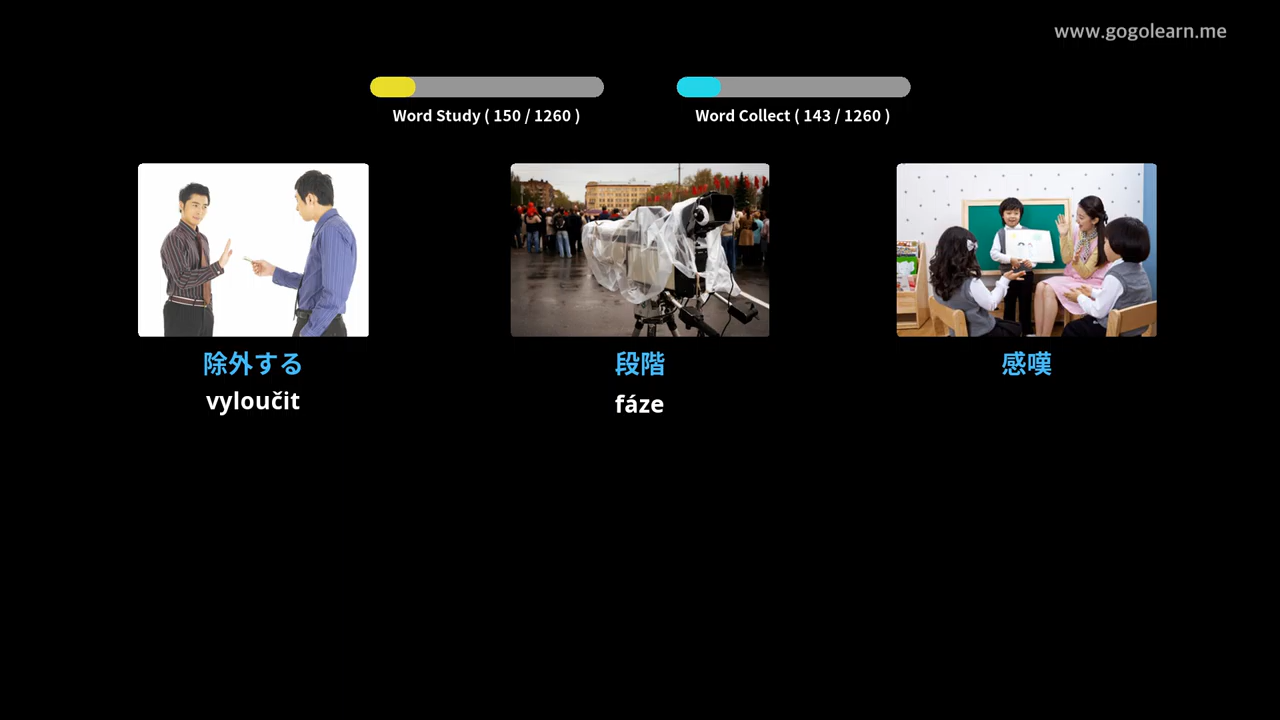 www.gogolearn.me
Word Study ( 150 / 1260 )
Word Collect ( 143 / 1260 )
除外する
段階
感嘆
vyloučit
fáze